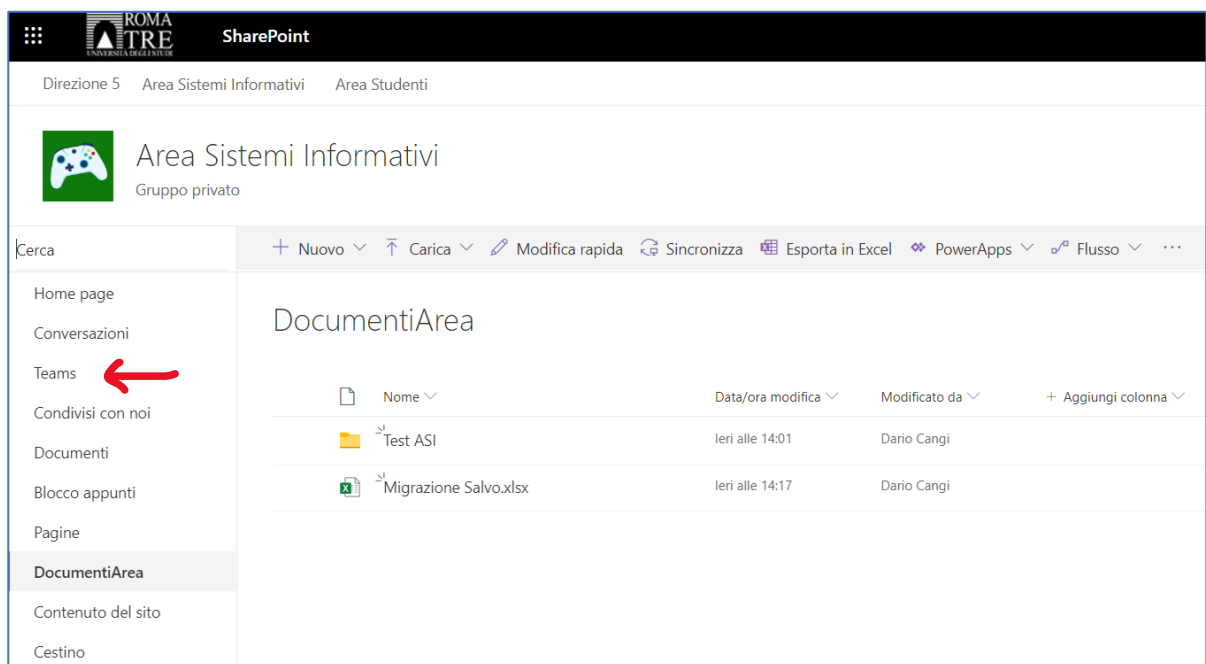 ROMA
TRE
UNIVERSITÀ DEGLI STUDI
SharePoint
Direzione 5 Area Sistemi Informativi Area Studenti
Area Sistemi Informativi
Gruppo privato
Cerca
+ Nuovo Carica Modifica rapida Sincronizza Esporta in Excel PowerApps Flusso ...
Home page
Conversazioni
Teams
Condivisi con noi
Documenti
Blocco appunti
Pagine
DocumentiArea
Contenuto del sito
Cestino
DocumentiArea
Nome Data/ora modifica Modificato da + Aggiungi colonna
Test ASI Ieri alle 14:01 Dario Cangi
Migrazione Salvo.xlsx Ieri alle 14:17 Dario Cangi